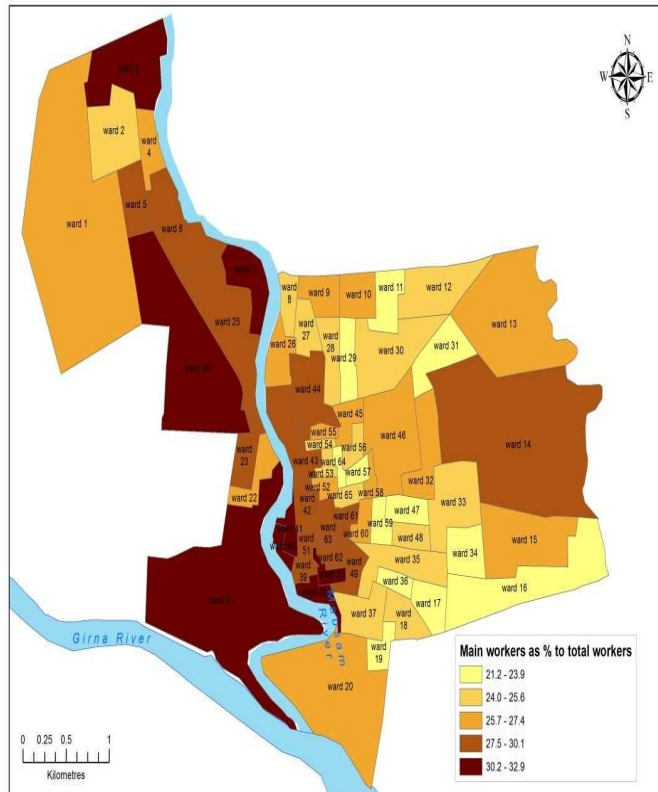 N
W E
S
ward 3
ward 2
ward
4
ward 1
ward 5
ward 6
ward 7
ward
8
ward 9
ward 10
ward 11
ward 12
ward 13
ward 25
ward
27
ward 26
ward
28
ward 29
ward 30
ward 31
ward 24
ward 44
ward 45
ward 46
ward 14
ward
23
ward 22
ward 55
ward 54
ward 56
ward 43
ward 64
ward 53
ward 57
ward 52
ward 65
ward 58
ward 32
ward
42
ward 33
ward 61
ward 47
ward
63
ward 60
ward 59
ward 48
ward 41
ward
51
ward 62
ward
49
ward 35
ward 34
ward 15
ward
39
ward 36
ward 16
ward 17
ward 37
ward
18
ward
19
ward 20
Mausam
River
Girna River
Main workers as % to total workers
21.2 - 23.9
24.0 - 25.6
25.7 - 27.4
27.5 - 30.1
30.2 - 32.9
0 0.25 0.5 1
Kilometres